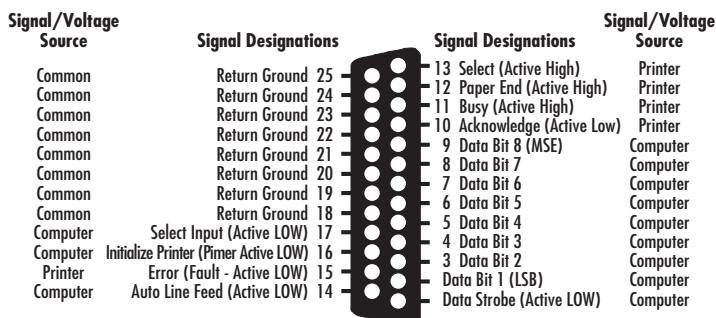 Signal/Voltage Source
Signal Designations
Common Return Ground 25
Common Return Ground 24
Common Return Ground 23
Common Return Ground 22
Common Return Ground 21
Common Return Ground 20
Common Return Ground 19
Common Return Ground 18
Computer Select Input (Active LOW) 17
Computer Initialize Printer (Pimer Active LOW) 16
Printer Error (Fault - Active LOW) 15
Computer Auto Line Feed (Active LOW) 14
Signal Designations
Signal/Voltage Source
13 Select (Active High) Printer
12 Paper End (Active High) Printer
11 Busy (Active High) Printer
10 Acknowledge (Active Low) Printer
9 Data Bit 8 (MSE) Computer
8 Data Bit 7 Computer
7 Data Bit 6 Computer
6 Data Bit 5 Computer
5 Data Bit 4 Computer
4 Data Bit 3 Computer
3 Data Bit 2 Computer
Data Bit 1 (LSB) Computer
Data Strobe (Active LOW) Computer